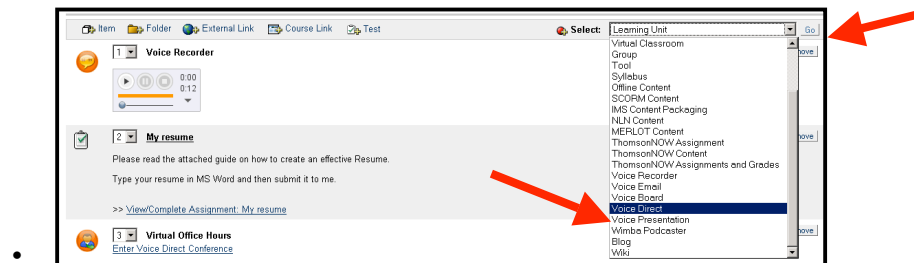 Item Folder External Link Course Link Test Select: Learning Unit Go
Virtual Classroom
Group
Tool
Syllabus
Offline Content
SCORM Content
IMS Content Packaging
NLN Content
MERLOT Content
ThomsonNOW Assignment
ThomsonNOW Content
ThomsonNOW Assignments and Grades
Voice Recorder
Voice Email
Voice Board
Voice Direct
Voice Presentation
Wimba Podcaster
Blog
Wiki
1 Voice Recorder
0:00
0:12
2 My resume
Please read the attached guide on how to create an effective Resume.
Type your resume in MS Word and then submit it to me.
>> View/Complete Assignment: My resume
3 Virtual Office Hours
Enter Voice Direct Conference